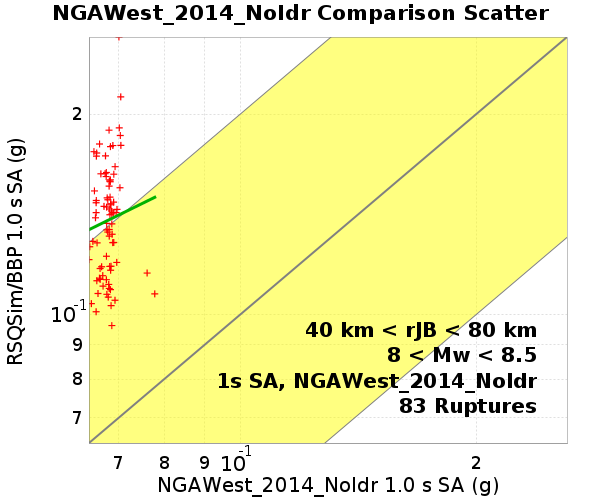 NGAWest_2014_NoIdr Comparison Scatter
RSQSim/BBP 1.0 s SA (g)
2
10-1
9
8
7
40 km < rJB < 80 km
8 < Mw < 8.5
1s SA, NGAWest_2014_NoIdr
83 Ruptures
7 8 9 10-1 2
NGAWest_2014_NoIdr 1.0 s SA (g)